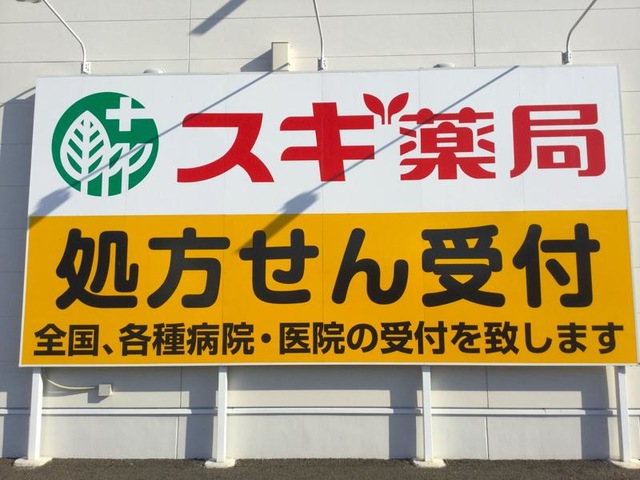 スギ薬局
処方せん受付
全国、各種病院・医院の受付を致します